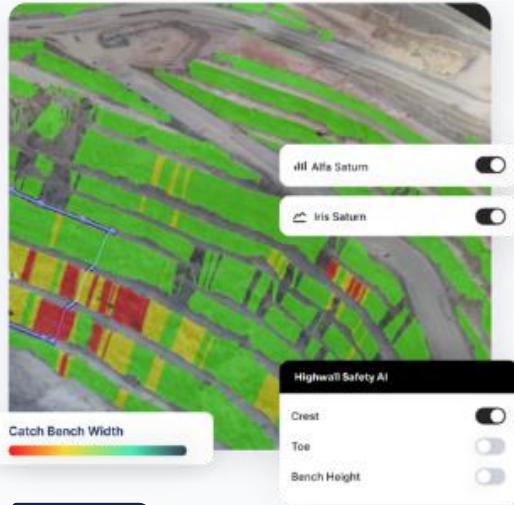 Alfa Saturn
Iris Saturn
Highwall Safety AI
Crest
Toe
Bench Height
Catch Bench Width